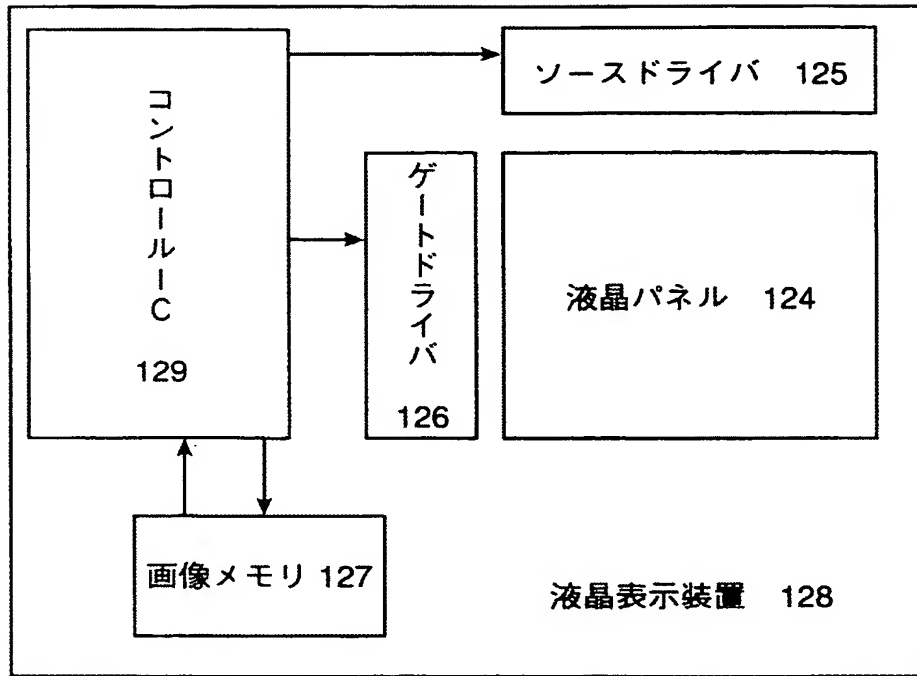 コントロールIC
129
ソースドライバ 125
ゲートドライバ
126
液晶パネル 124
画像メモリ 127
液晶表示装置 128